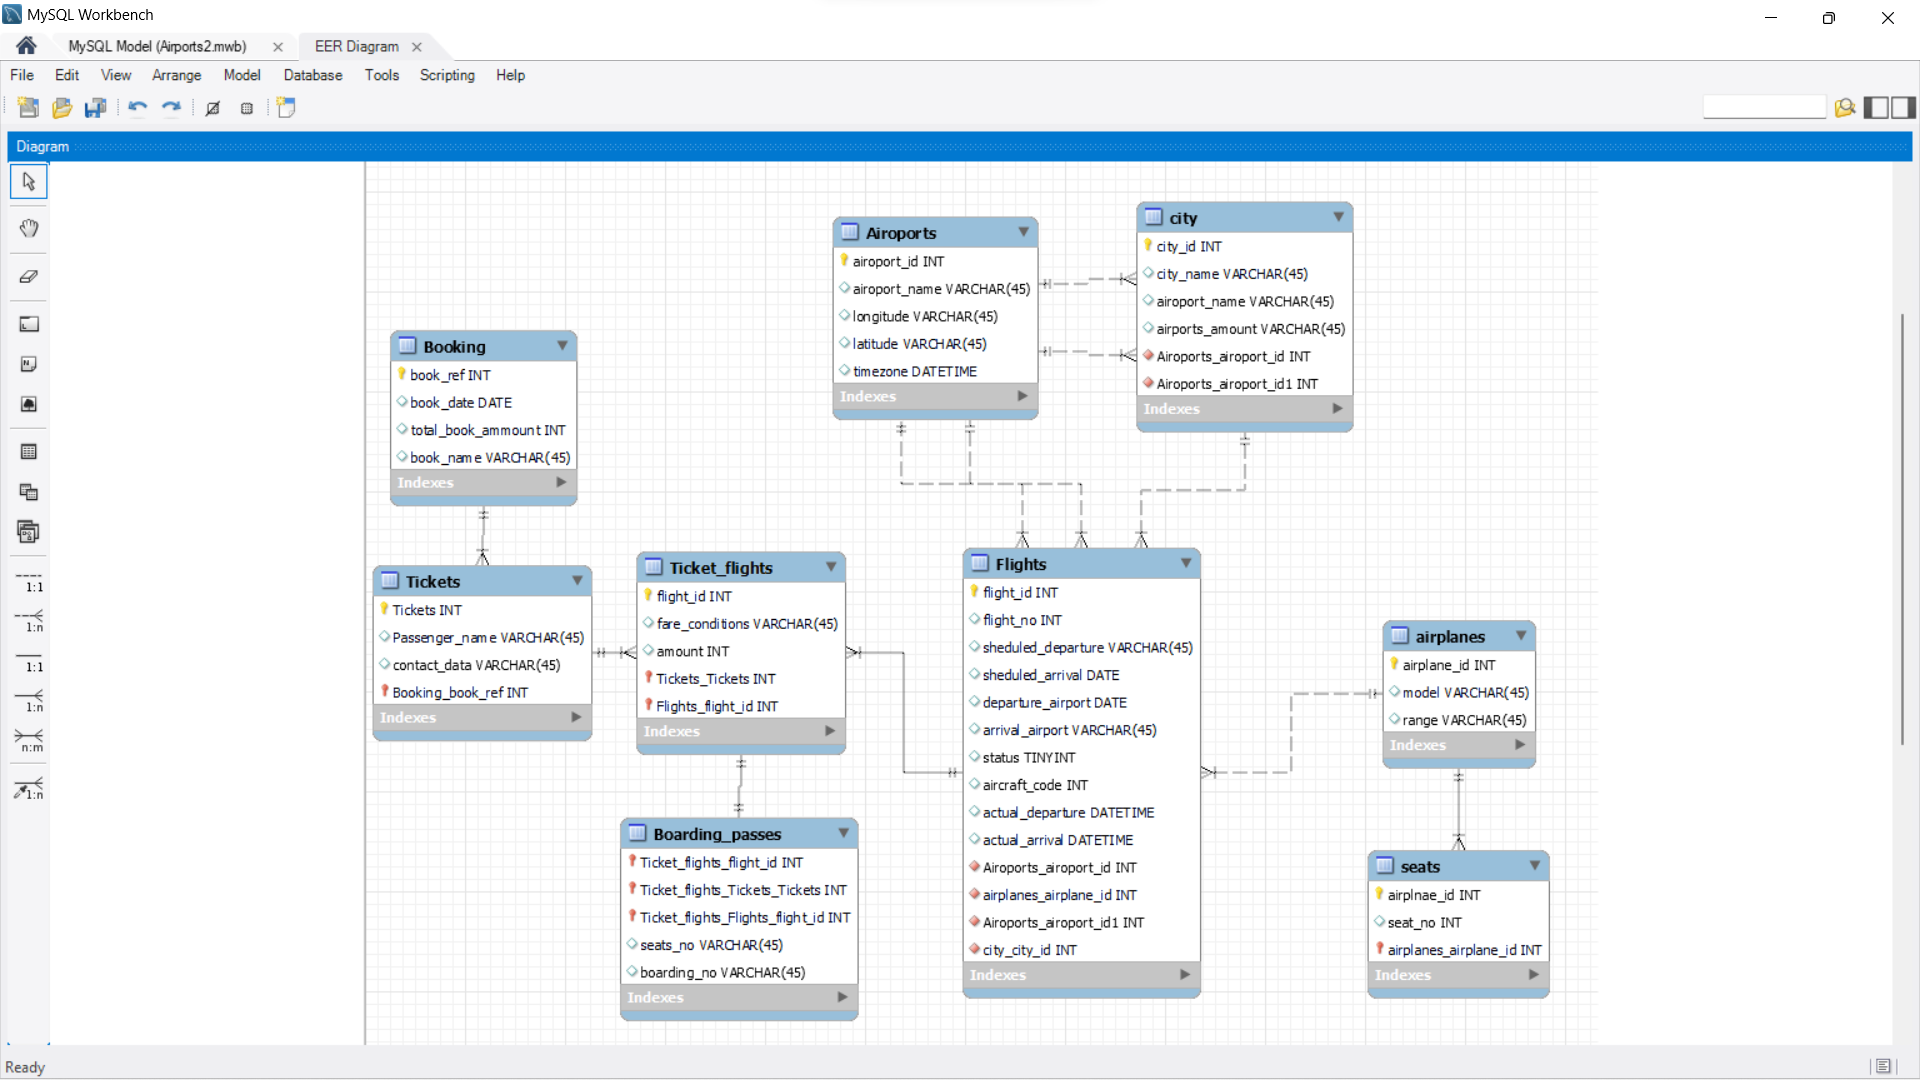 MySQL Workbench
MySQL Model (Airports2.mwb)
EER Diagram
File Edit View Arrange Model Database Tools Scripting Help
Diagram
Airoports
airoport_id INT
airoport_name VARCHAR(45)
longitude VARCHAR(45)
latitude VARCHAR(45)
timezone DATETIME
Indexes
city
city_id INT
city_name VARCHAR(45)
airoport_name VARCHAR(45)
airports_amount VARCHAR(45)
Airoports_airoport_id INT
Airoports_airoport_id1 INT
Indexes
Booking
book_ref INT
book_date DATE
total_book_ammount INT
book_name VARCHAR(45)
Indexes
Tickets
Tickets INT
Passenger_name VARCHAR(45)
contact_data VARCHAR(45)
Booking_book_ref INT
Indexes
Ticket_flights
flight_id INT
fare_conditions VARCHAR(45)
amount INT
Tickets_Tickets INT
Flights_flight_id INT
Indexes
Flights
flight_id INT
flight_no INT
sheduled_departure VARCHAR(45)
sheduled_arrival DATE
departure_airport DATE
arrival_airport VARCHAR(45)
status TINYINT
aircraft_code INT
actual_departure DATETIME
actual_arrival DATETIME
Airoports_airoport_id INT
airplanes_airplane_id INT
Airoports_airoport_id1 INT
city_city_id INT
Indexes
airplanes
airplane_id INT
model VARCHAR(45)
range VARCHAR(45)
Indexes
Boarding_passes
Ticket_flights_flight_id INT
Ticket_flights_Tickets_Tickets INT
Ticket_flights_Flights_flight_id INT
seats_no VARCHAR(45)
boarding_no VARCHAR(45)
Indexes
seats
airplnae_id INT
seat_no INT
airplanes_airplane_id INT
Indexes
1:1
1:n
1:1
1:n
n:m
1:n
Ready